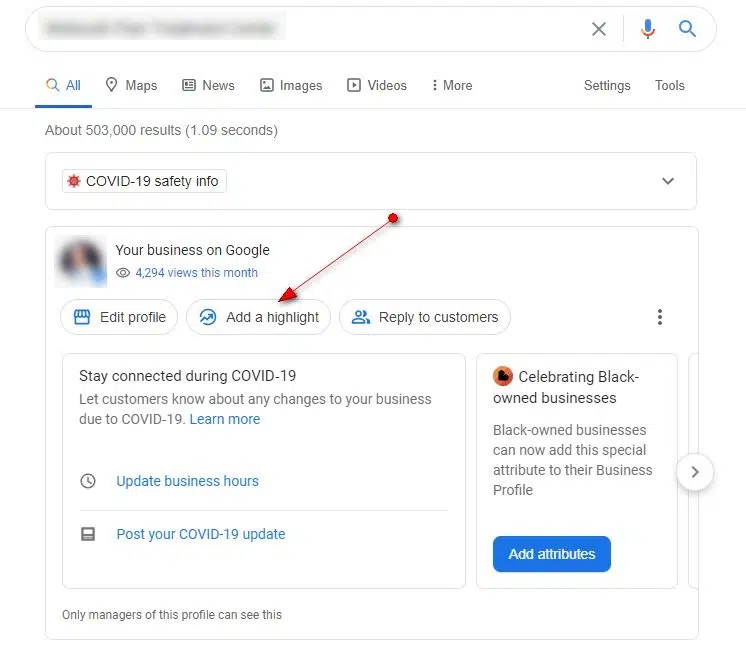 All Maps News Images Videos More Settings Tools
About 503,000 results (1.09 seconds)
COVID-19 safety info
Your business on Google
4,294 views this month
Edit profile Add a highlight Reply to customers
Stay connected during COVID-19
Let customers know about any changes to your business
due to COVID-19. Learn more
Update business hours
Post your COVID-19 update
Celebrating Black-
owned businesses
Black-owned businesses
can now add this special
attribute to their Business
Profile
Add attributes
Only managers of this profile can see this